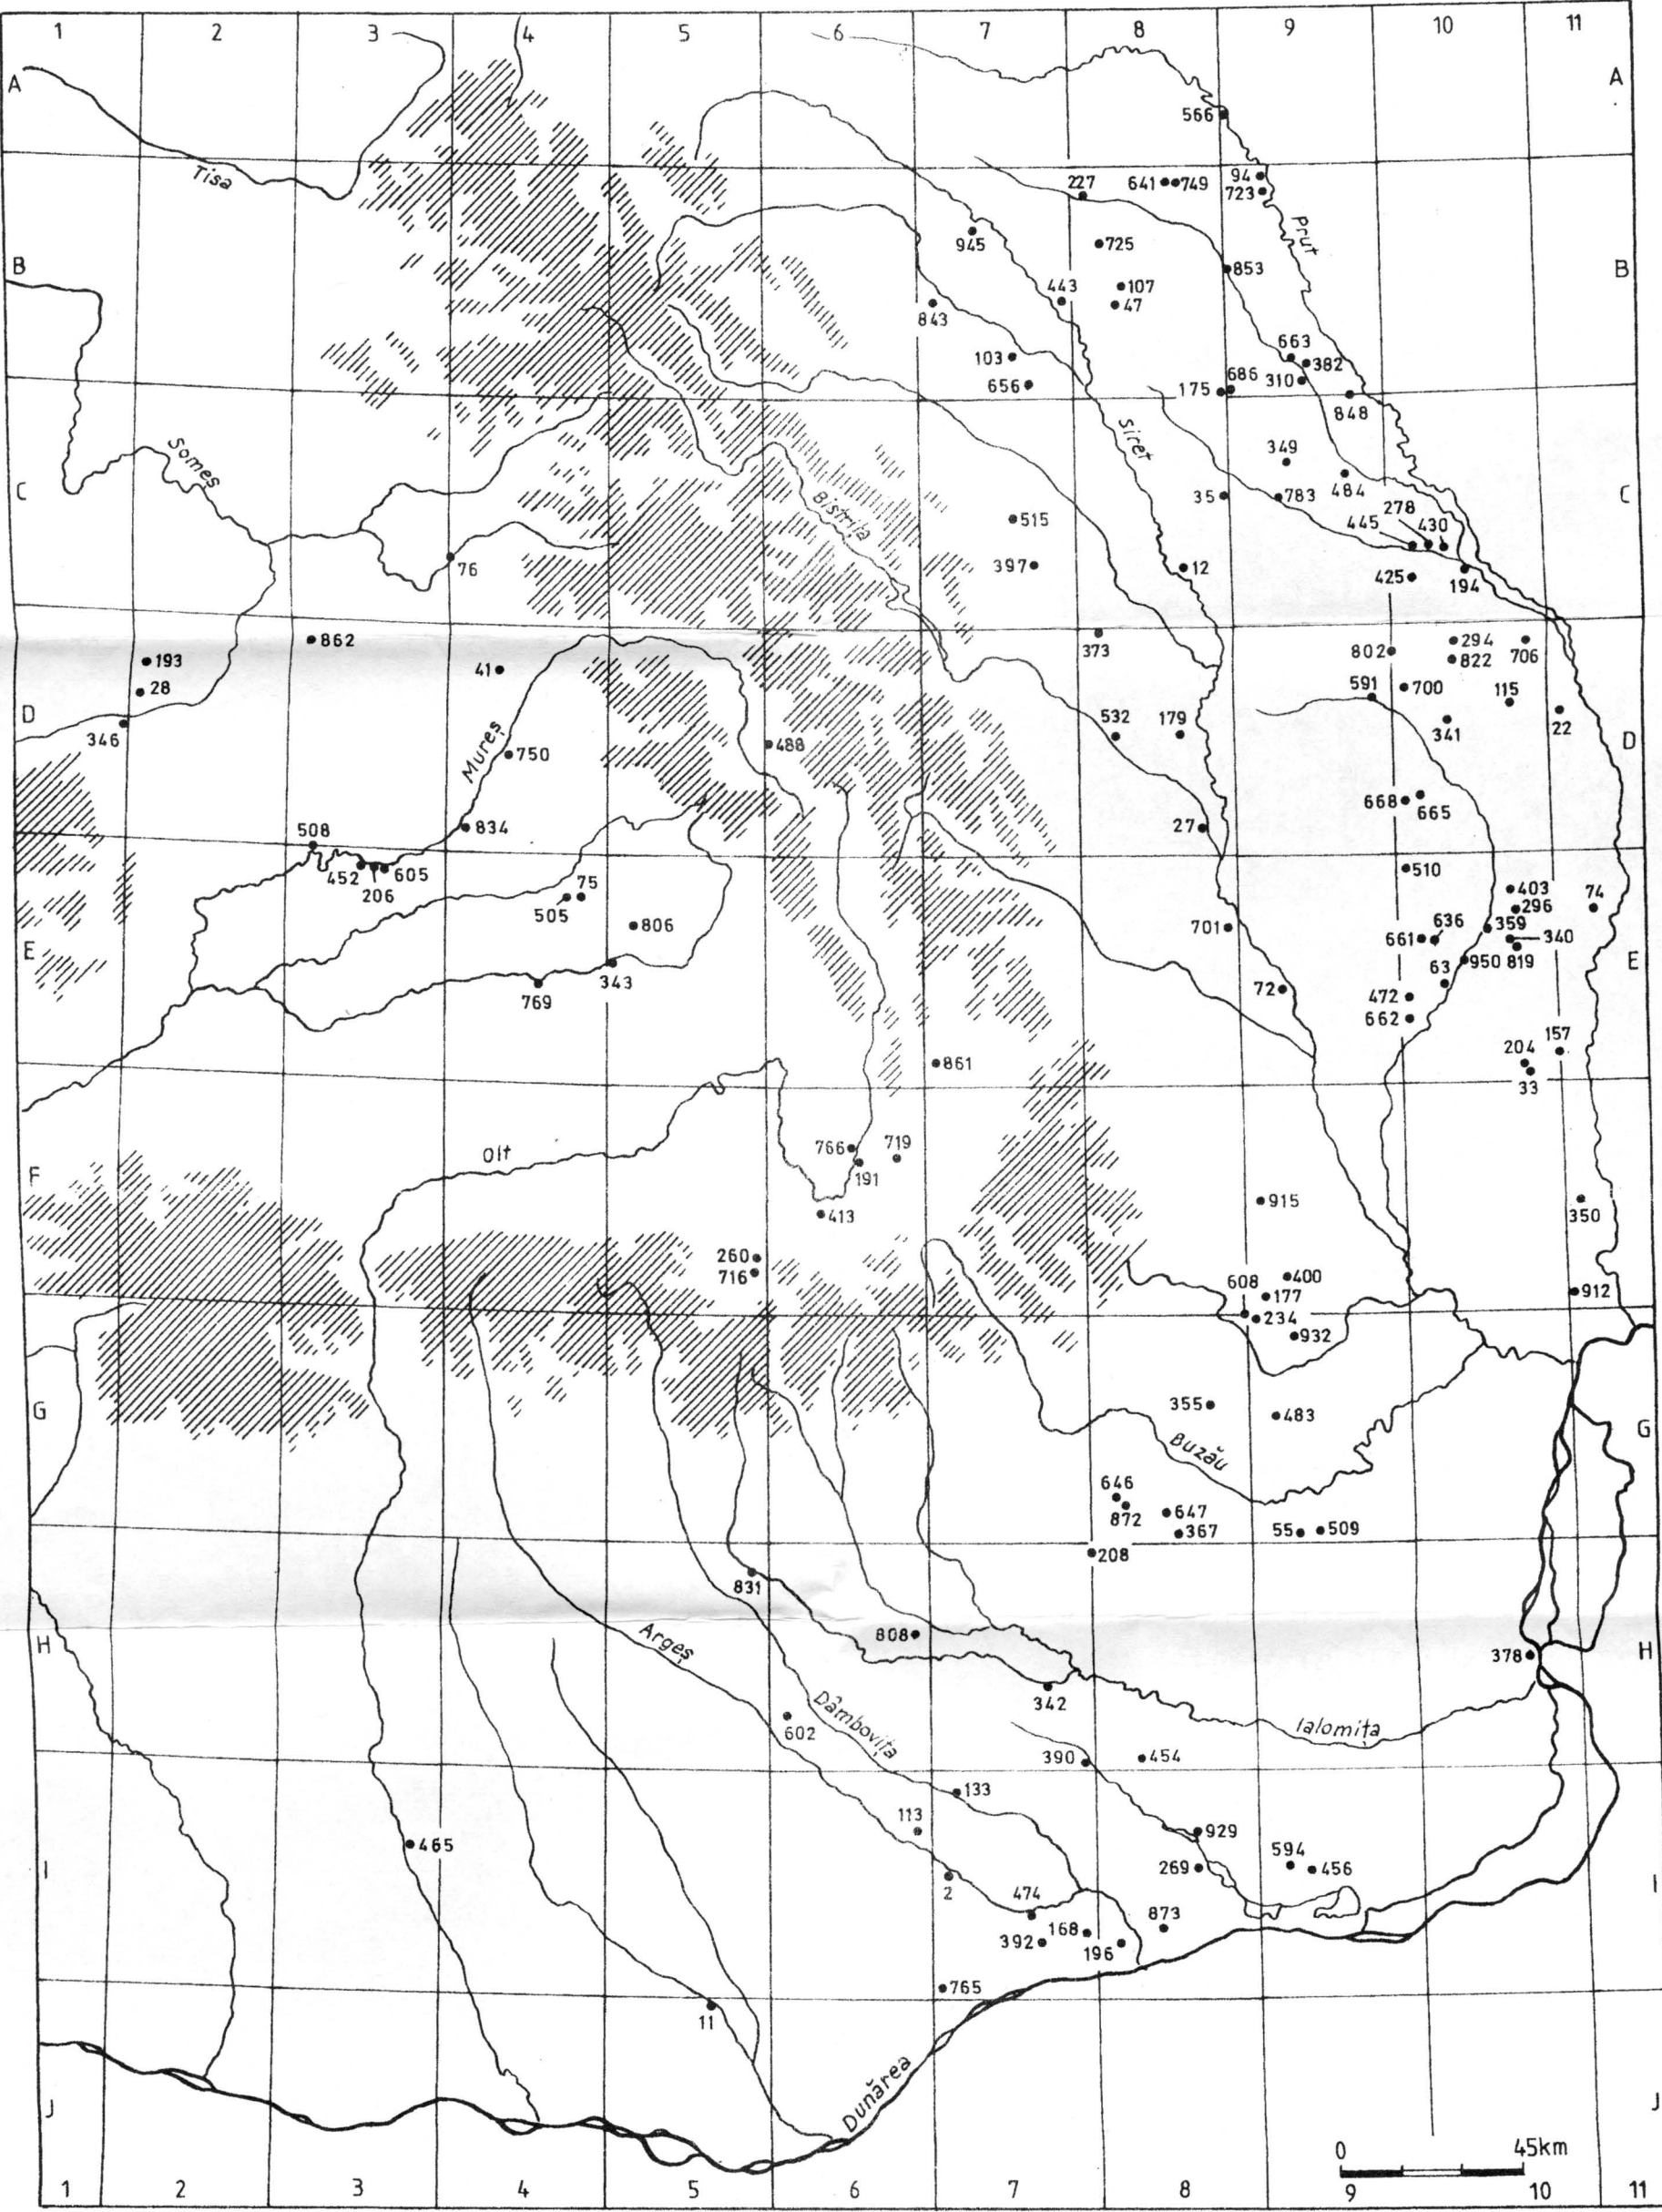 1 2 3 4 5 6 7 8 9 10 11
A A
566
Tisa
227 641 749 94
723
Prut
945 725
B B
853
443 107
47
843
663
103 382
656 175 686 310
848
Siret
Someș
349
C C
35 783 484
Bistrița
515 278
445 430
76 397 12
425 194
862 373 294
193 802 822 706
41
28 591 700 115
D 346 532 179 341 22
Mureș 488 D
750
668 665
834 27
508
452 206 605 510
75 403 74
505 296
806 701 636 359
E 661 340 E
343 63 950 819
769 72 472
662
157
861 204
33
Olt 766 719
F 191
915
413 350
260 400
716 608 177 912
234
932
G 355 483 G
Buzău
646
872 647
367 55 509
208
831
Argeș 808
H 378 H
342
Dâmbovița
602 Ialomița
390 454
133
113
465 929
594
I 269 456 I
2
474
873
168
392 196
765
11
Dunărea
J J
0 45km
1 2 3 4 5 6 7 8 9 10 11